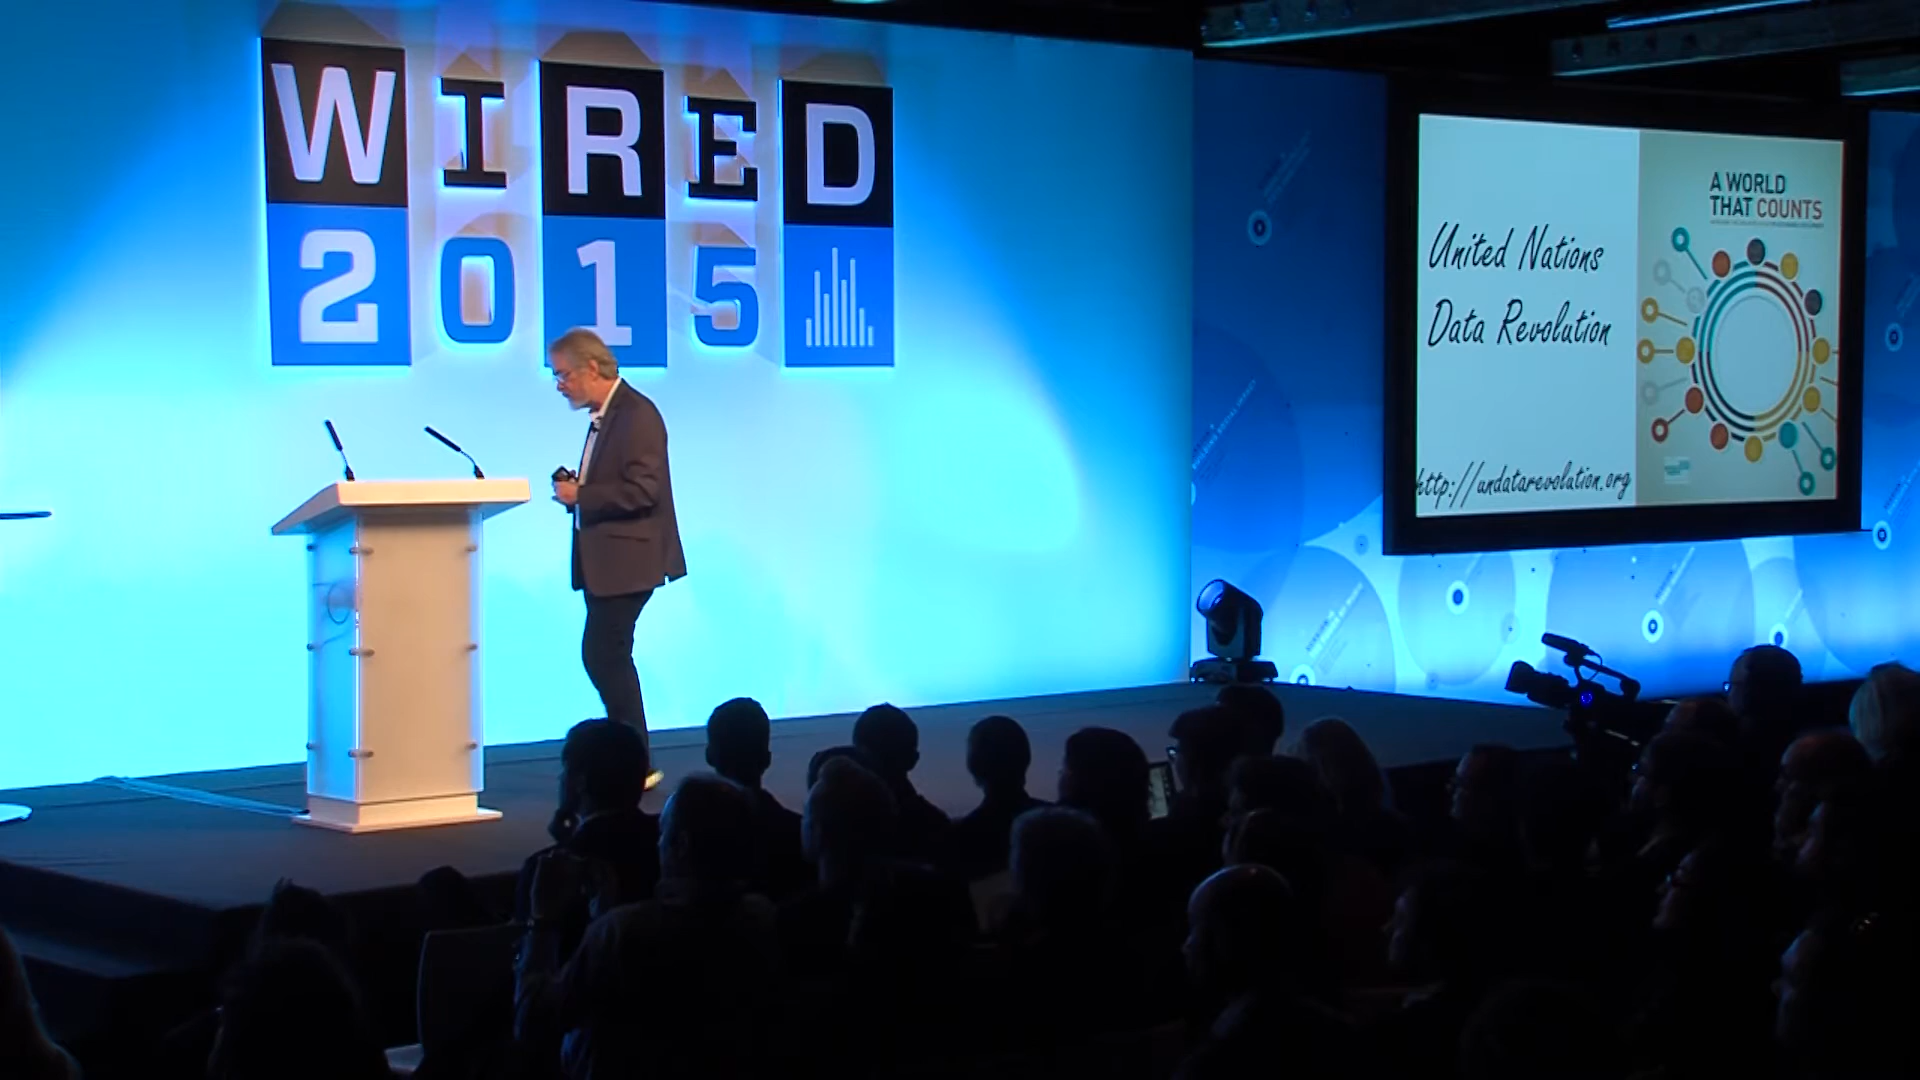 WIRED
2015
A WORLD
THAT COUNTS
United Nations
Data Revolution
http://undatarevolution.org